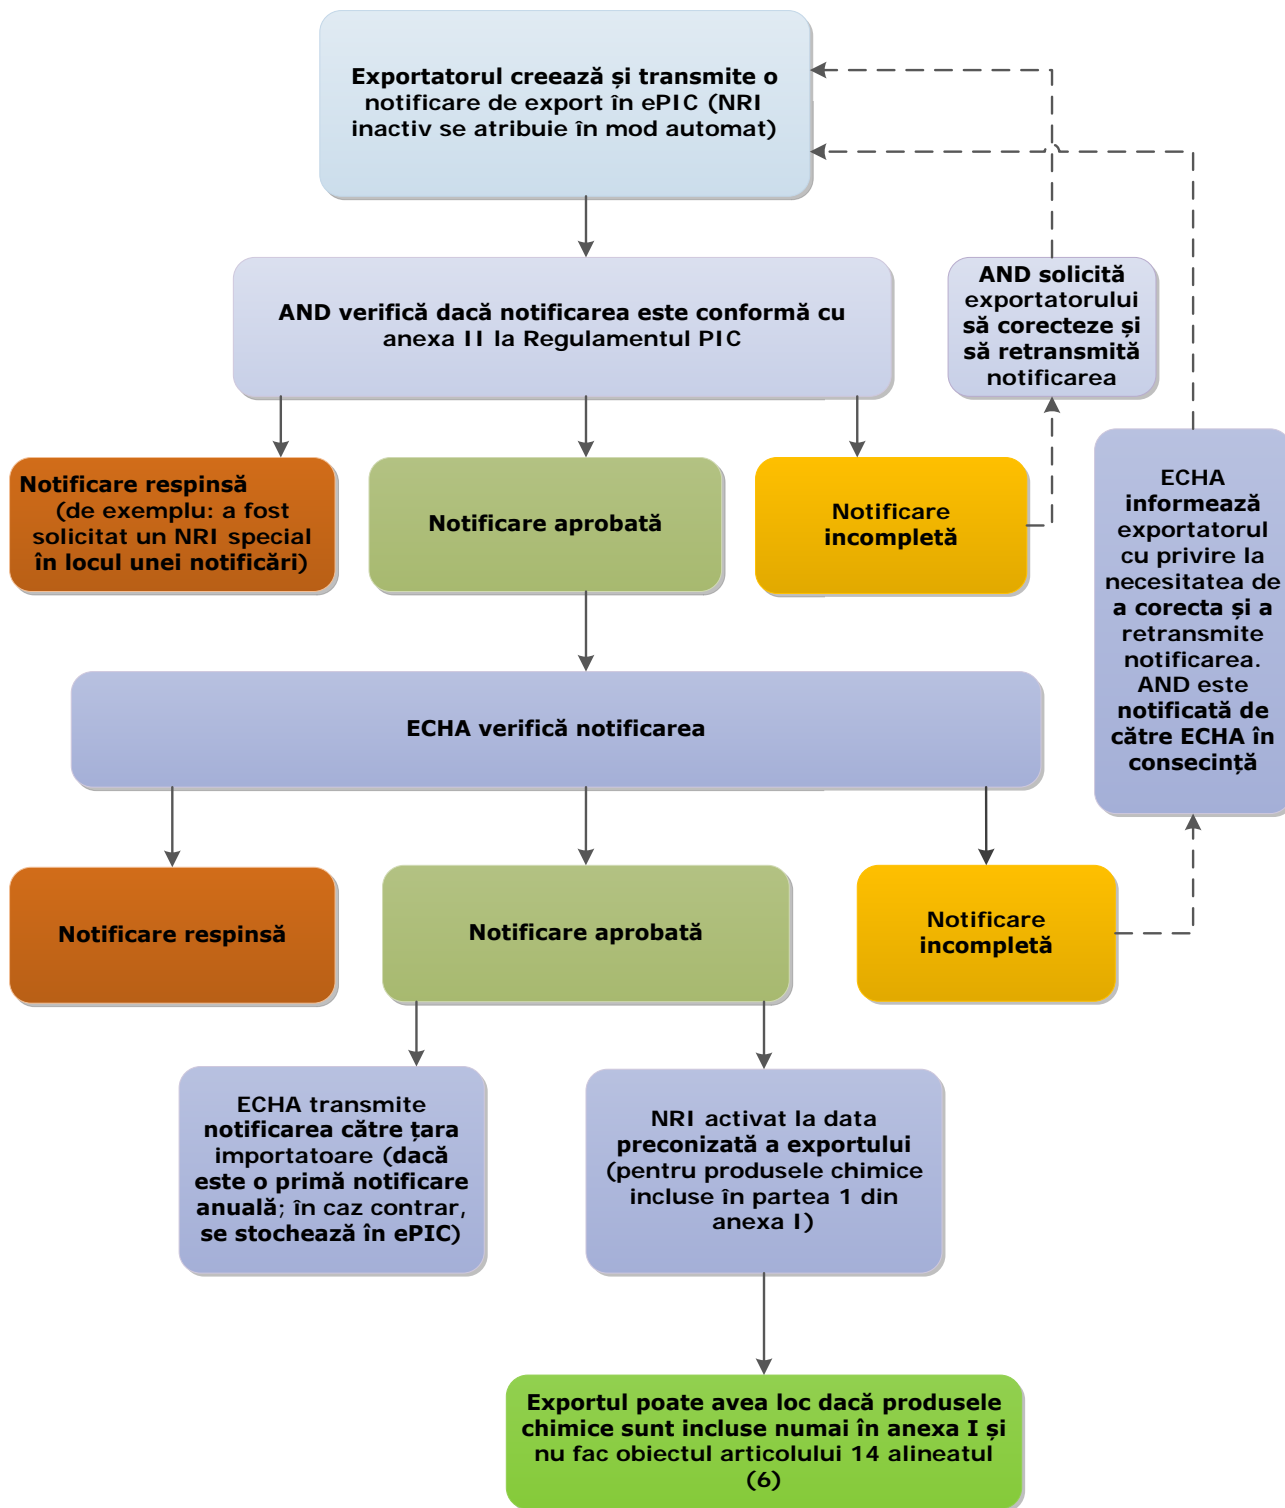 Exportatorul creează și transmite o
notificare de export în ePIC (NRI
inactiv se atribuie în mod automat)
AND verifică dacă notificarea este conformă cu
anexa II la Regulamentul PIC
AND solicită
exportatorului
să corecteze și
să retransmită
notificarea
Notificare respinsă
(de exemplu: a fost
solicitat un NRI special
în locul unei notificări)
Notificare aprobată
Notificare
incompletă
ECHA
informează
exportatorul
cu privire la
necesitatea de
a corecta și a
retransmite
notificarea.
AND este
notificată de
către ECHA în
consecință
ECHA verifică notificarea
Notificare respinsă
Notificare aprobată
Notificare
incompletă
ECHA transmite
notificarea către țara
importatoare (dacă
este o primă notificare
anuală; în caz contrar,
se stochează în ePIC)
NRI activat la data
preconizată a exportului
(pentru produsele chimice
incluse în partea 1 din
anexa I)
Exportul poate avea loc dacă produsele
chimice sunt incluse numai în anexa I și
nu fac obiectul articolului 14 alineatul
(6)